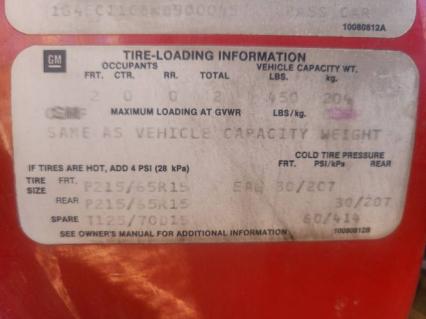 PASS CAR
10080812A
GM
TIRE-LOADING INFORMATION
OCCUPANTS VEHICLE CAPACITY WT.
FRT. CTR. RR. TOTAL LBS. kg.
2 0 0 2 450 204
MAXIMUM LOADING AT GVWR LBS/kg.
SAME AS VEHICLE CAPACITY WEIGHT
COLD TIRE PRESSURE
IF TIRES ARE HOT, ADD 4 PSI (28 kPa) FRT. PSI/kPa REAR
TIRE SIZE FRT. P215/65R15 30/207
REAR P215/65R15 30/207
SPARE T125/70D15 60/414
SEE OWNER'S MANUAL FOR ADDITIONAL INFORMATION 10080812B